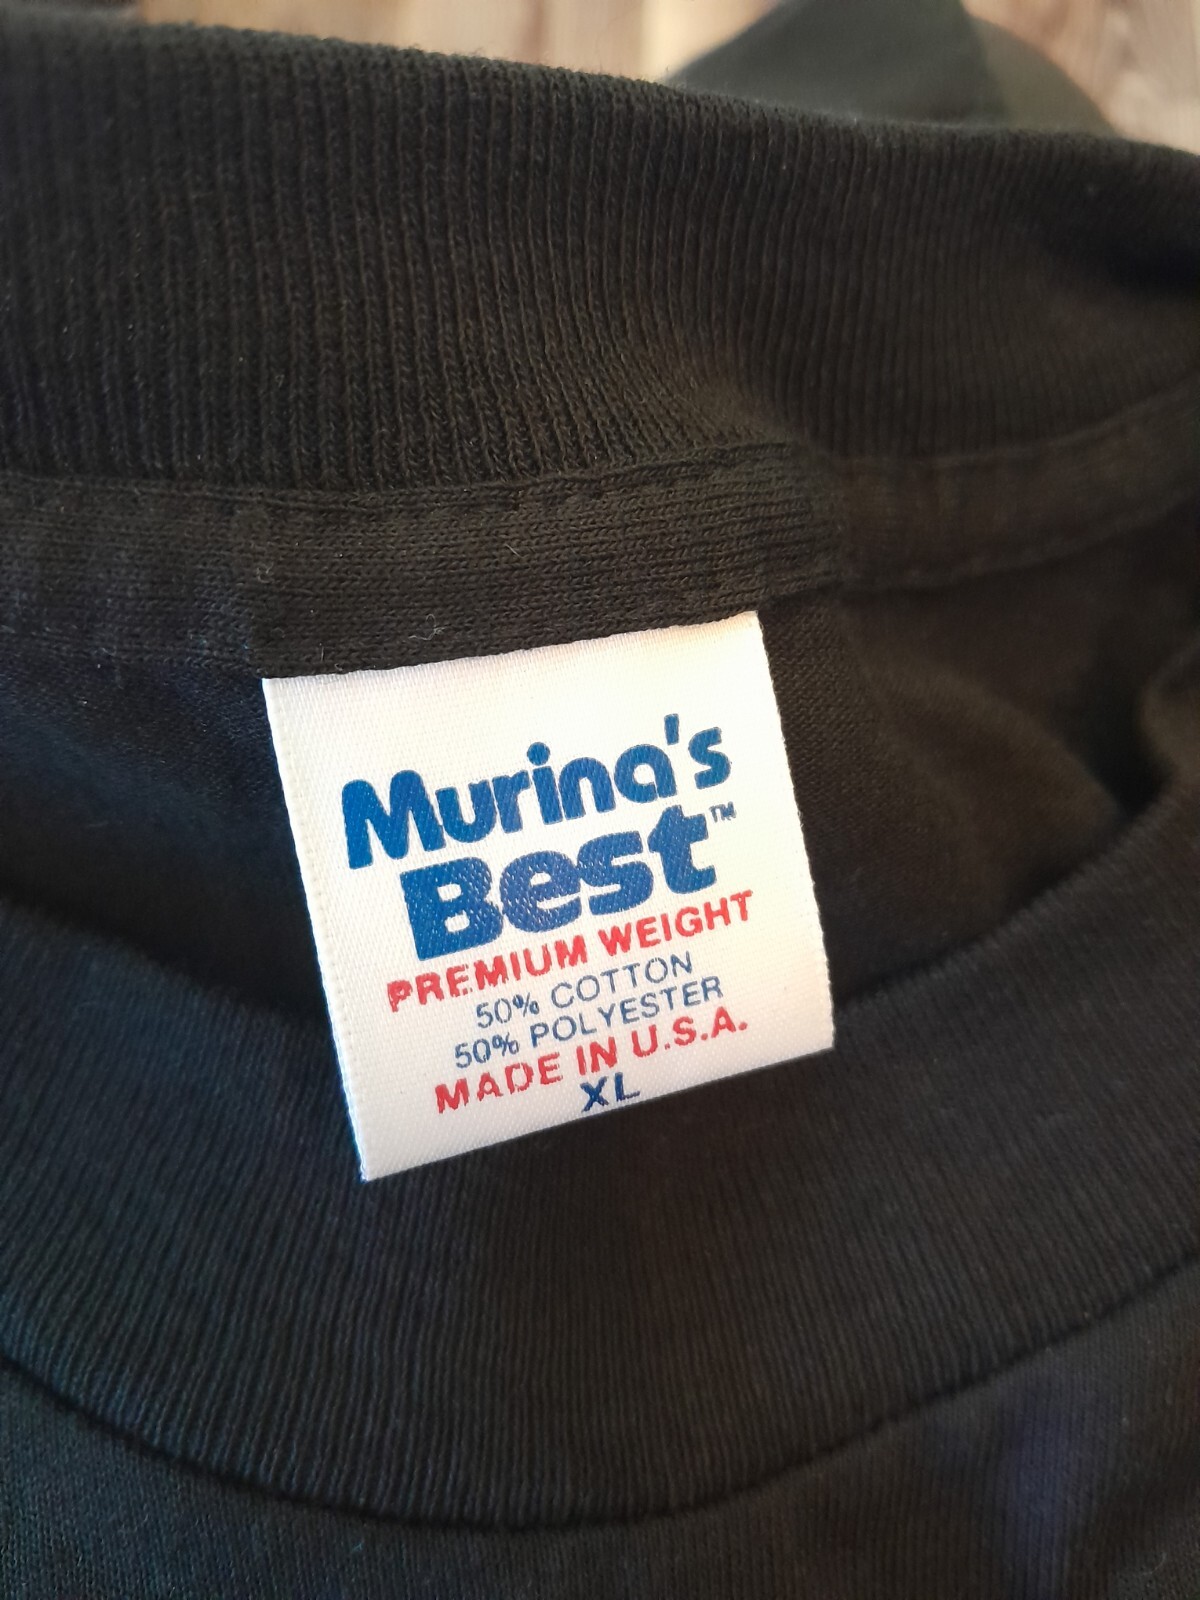 Murina's
Best™
PREMIUM WEIGHT
50% COTTON
50% POLYESTER
MADE IN U.S.A.
XL